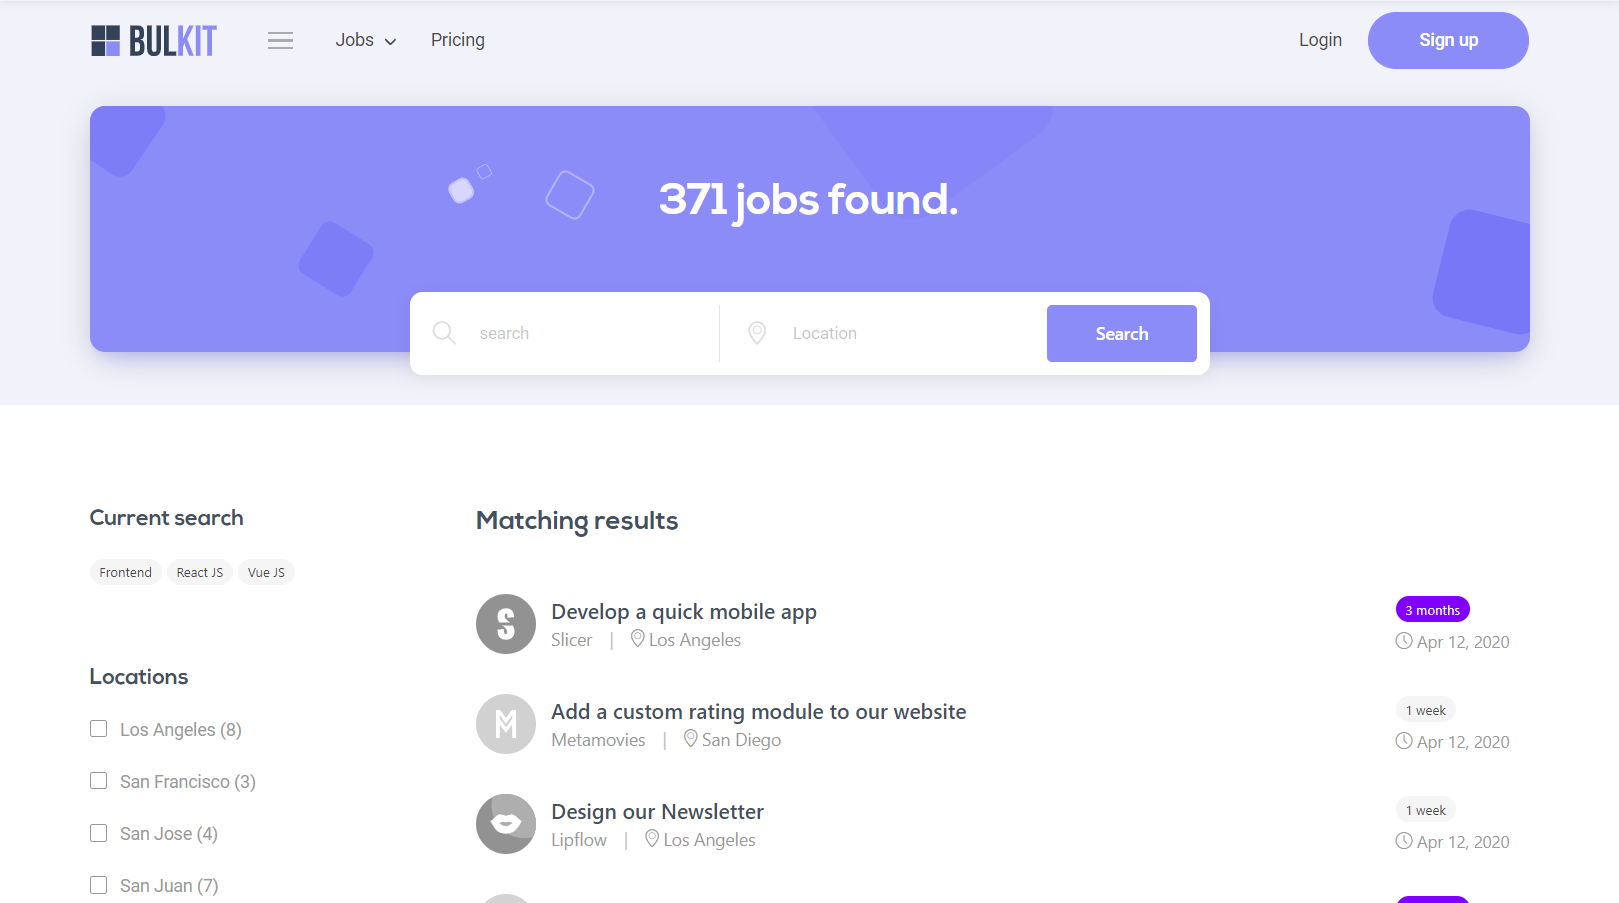 BULKIT
Jobs
Pricing
Login
Sign up
371 jobs found.
search
Location
Search
Current search
Frontend
React JS
Vue JS
Locations
Los Angeles (8)
San Francisco (3)
San Jose (4)
San Juan (7)
Matching results
S
Develop a quick mobile app
Slicer | Los Angeles
3 months
Apr 12, 2020
M
Add a custom rating module to our website
Metamovies | San Diego
1 week
Apr 12, 2020
Design our Newsletter
Lipflow | Los Angeles
1 week
Apr 12, 2020